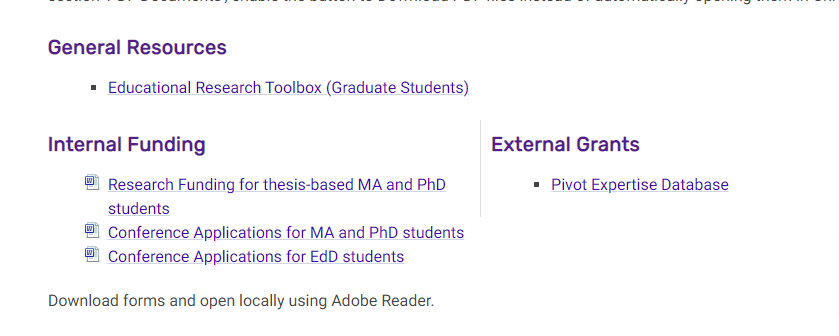 General Resources
Educational Research Toolbox (Graduate Students)
Internal Funding
Research Funding for thesis-based MA and PhD
students
Conference Applications for MA and PhD students
Conference Applications for EdD students
External Grants
Pivot Expertise Database
Download forms and open locally using Adobe Reader.